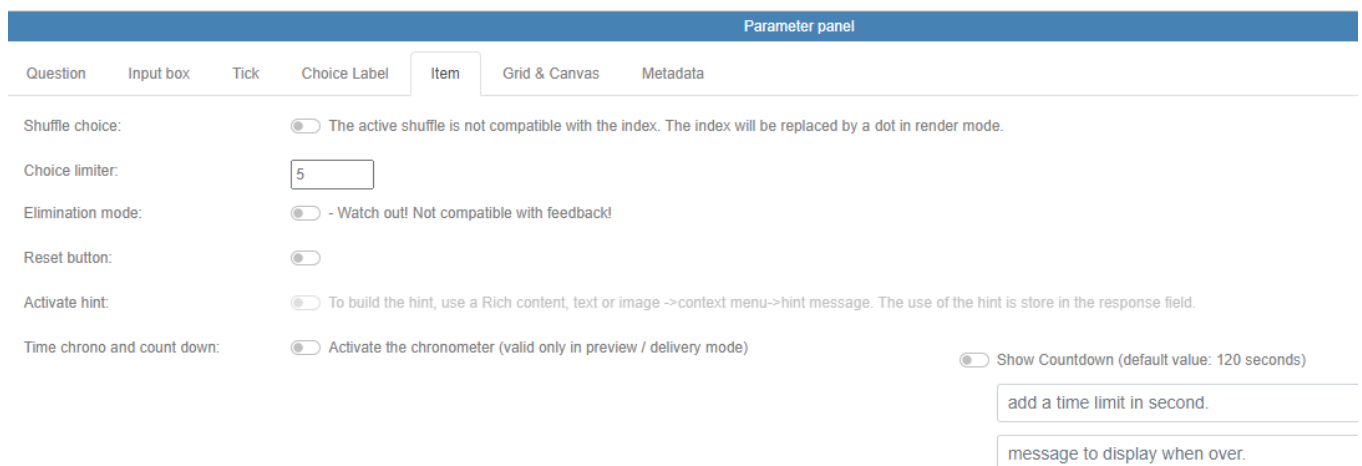 Parameter panel
Question Input box Tick Choice Label Item Grid & Canvas Metadata
Shuffle choice: The active shuffle is not compatible with the index. The index will be replaced by a dot in render mode.
Choice limiter: 5
Elimination mode: - Watch out! Not compatible with feedback!
Reset button:
Activate hint: To build the hint, use a Rich content, text or image ->context menu->hint message. The use of the hint is store in the response field.
Time chrono and count down: Activate the chronometer (valid only in preview / delivery mode)
Show Countdown (default value: 120 seconds)
add a time limit in second.
message to display when over.